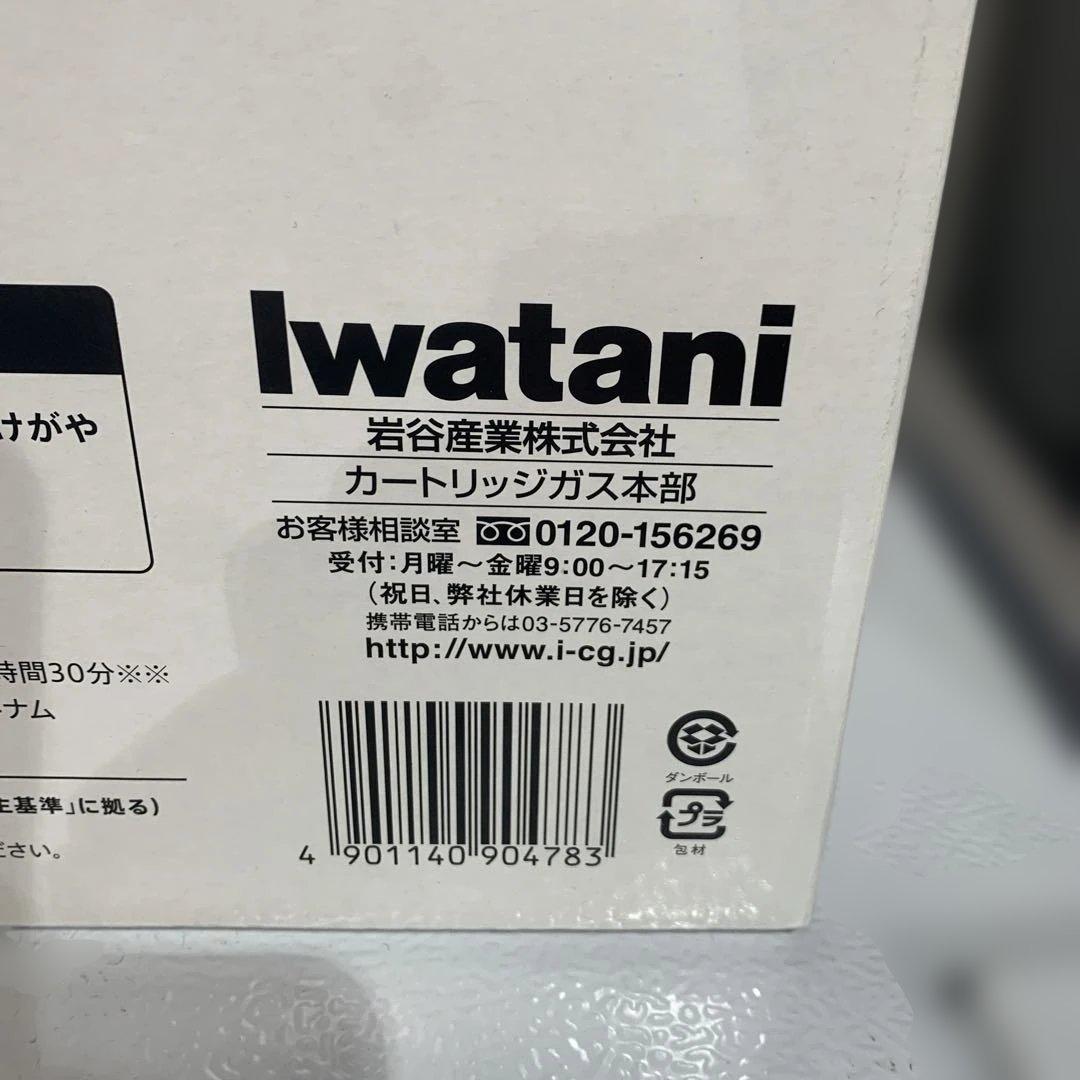 けがや
時間30分※※
ナム
主基準」に拠る)
ださい。
Iwatani
岩谷産業株式会社
カートリッジガス本部
お客様相談室 0120-156269
受付：月曜～金曜9:00～17:15
(祝日、弊社休業日を除く)
携帯電話からは03-5776-7457
http://www.i-cg.jp/
4 901140 904783
ダンボール
プラ
包材